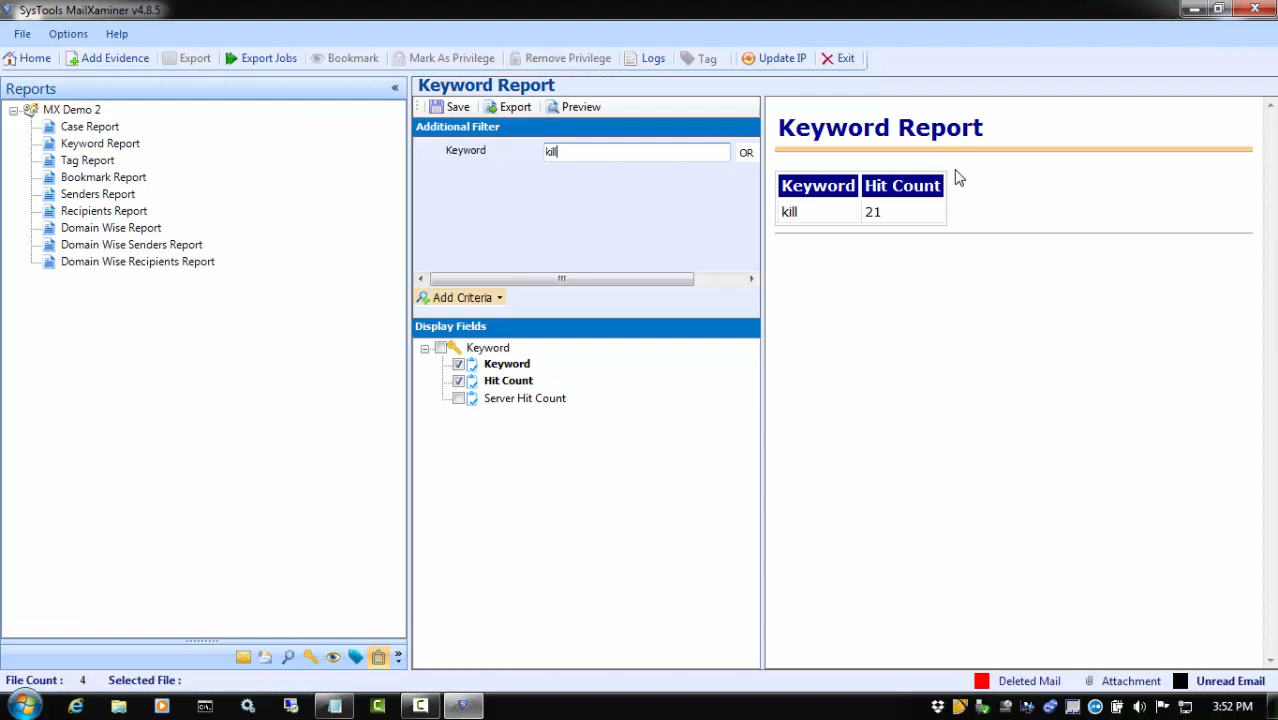 SysTools MailXaminer v4.8.5
File Options Help
Home Add Evidence Export Export Jobs Bookmark Mark As Privilege Remove Privilege Logs Tag Update IP Exit
Reports «
MX Demo 2
Case Report
Keyword Report
Tag Report
Bookmark Report
Senders Report
Recipients Report
Domain Wise Report
Domain Wise Senders Report
Domain Wise Recipients Report
Keyword Report
Save Export Preview
Additional Filter
Keyword kill OR
Add Criteria
Display Fields
Keyword
Keyword
Hit Count
Server Hit Count
Keyword Report
Keyword Hit Count
kill 21
File Count : 4 Selected File : Deleted Mail Attachment Unread Email
3:52 PM